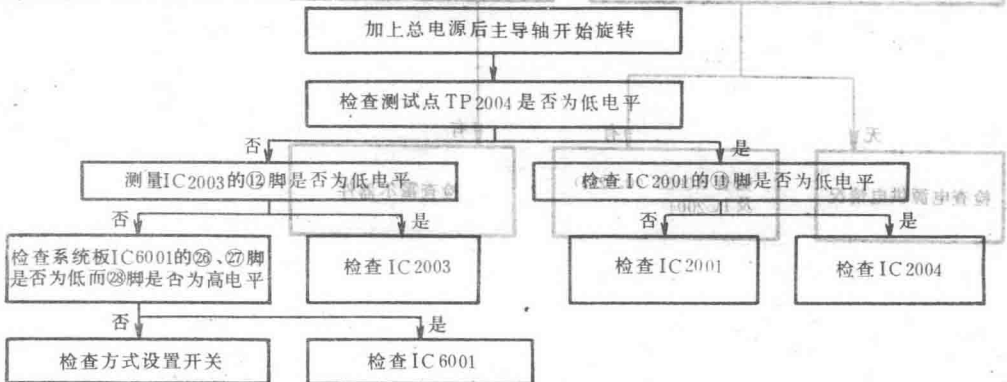 加上总电源后主导轴开始旋转
检查测试点TP2004是否为低电平
否
是
测量IC2003的⑫脚是否为低电平
检查IC2001的⑪脚是否为低电平
否
是
否
是
检查系统板IC6001的㉖、㉗脚
是否为低而㉘脚是否为高电平
检查IC2003
检查IC2001
检查IC2004
否
是
检查方式设置开关
检查IC6001